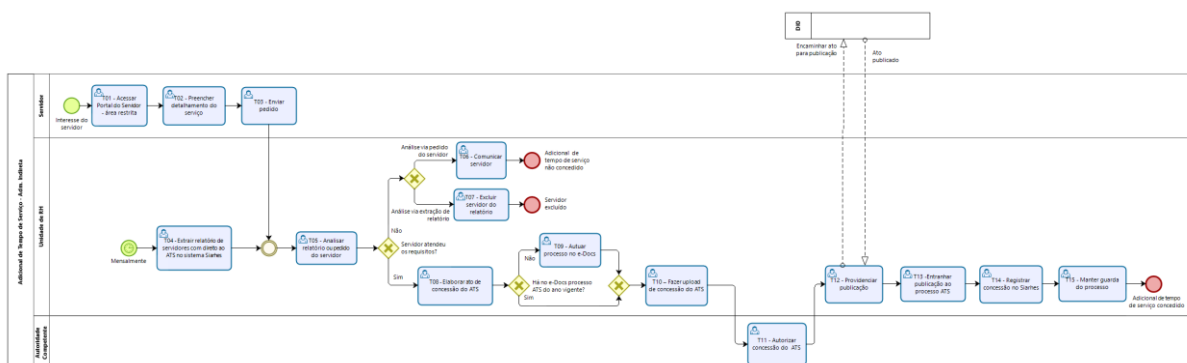 DIO
Encaminhar ato
para publicação
Ato
publicado
Adicional de Tempo de Serviço - Adm. Indireta
Servidor
Interesse do
servidor
T01 - Acessar
Portal do Servidor
- área restrita
T02 - Preencher
detalhamento do
serviço
T03 - Enviar
pedido
Unidade de RH
Mensalmente
T04 - Extrair relatório de
servidores com direito ao
ATS no sistema Siarhes
T05 - Analisar
relatório ou pedido
do servidor
Servidor atendeu
os requisitos?
Não
Análise via pedido
do servidor
T06 - Comunicar
servidor
Adicional de
tempo de serviço
não concedido
Análise via extração de
relatório
T07 - Excluir
servidor do
relatório
Servidor
excluído
Sim
T08 - Elaborar ato de
concessão do ATS
Há no e-Docs processo
ATS do ano vigente?
Não
T09 - Autuar
processo no e-Docs
Sim
T10 - Fazer upload
de concessão do ATS
Autoridade
Competente
T11 - Autorizar
concessão do ATS
T12 - Providenciar
publicação
T13 - Entranhar
publicação ao
processo ATS
T14 - Registrar
concessão no Siarhes
T15 - Manter guarda
do processo
Adicional de tempo
de serviço concedido